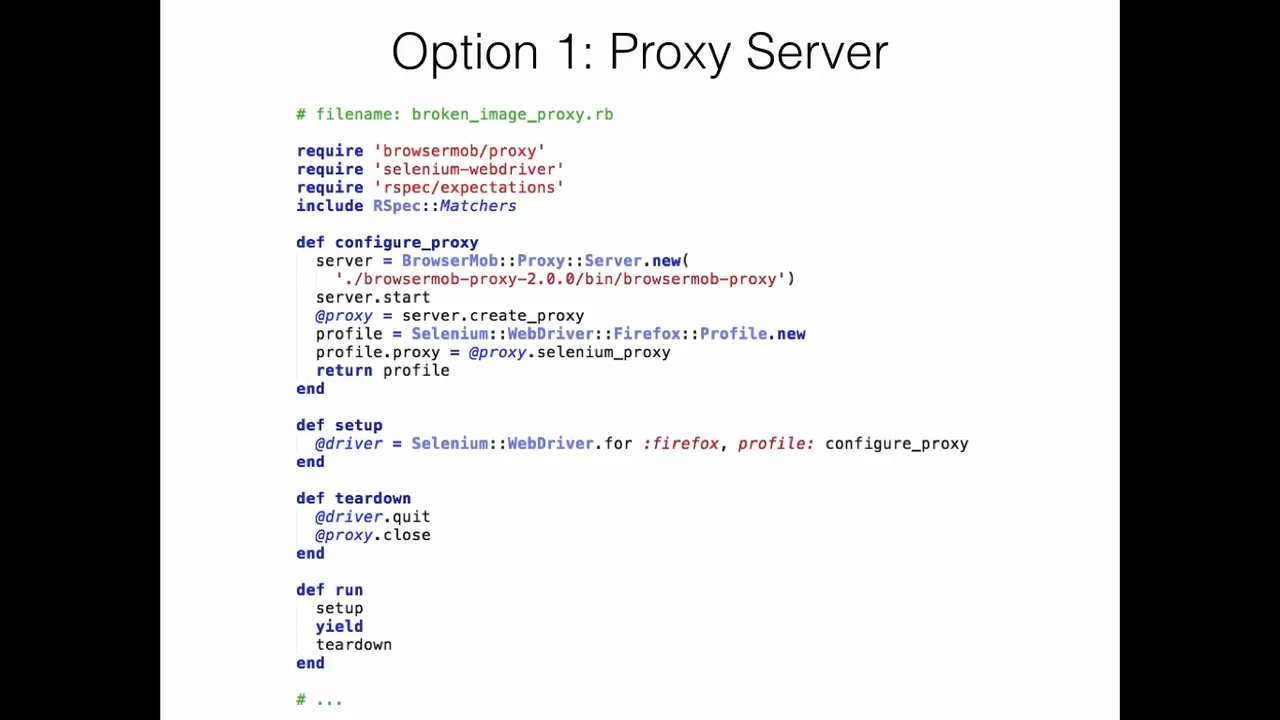 Option 1: Proxy Server
# filename: broken_image_proxy.rb
require 'browsermob/proxy'
require 'selenium-webdriver'
require 'rspec/expectations'
include RSpec::Matchers
def configure_proxy
  server = BrowserMob::Proxy::Server.new(
    './browsermob-proxy-2.0.0/bin/browsermob-proxy')
  server.start
  @proxy = server.create_proxy
  profile = Selenium::WebDriver::Firefox::Profile.new
  profile.proxy = @proxy.selenium_proxy
  return profile
end
def setup
  @driver = Selenium::WebDriver.for :firefox, profile: configure_proxy
end
def teardown
  @driver.quit
  @proxy.close
end
def run
  setup
  yield
  teardown
end
# ...